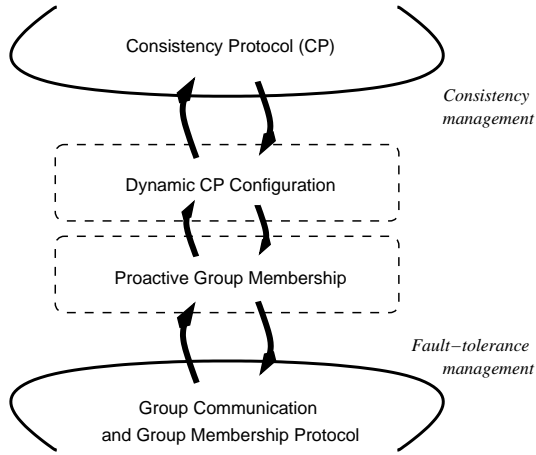 Consistency Protocol (CP)
Consistency
management
Dynamic CP Configuration
Proactive Group Membership
Fault−tolerance
management
Group Communication
and Group Membership Protocol